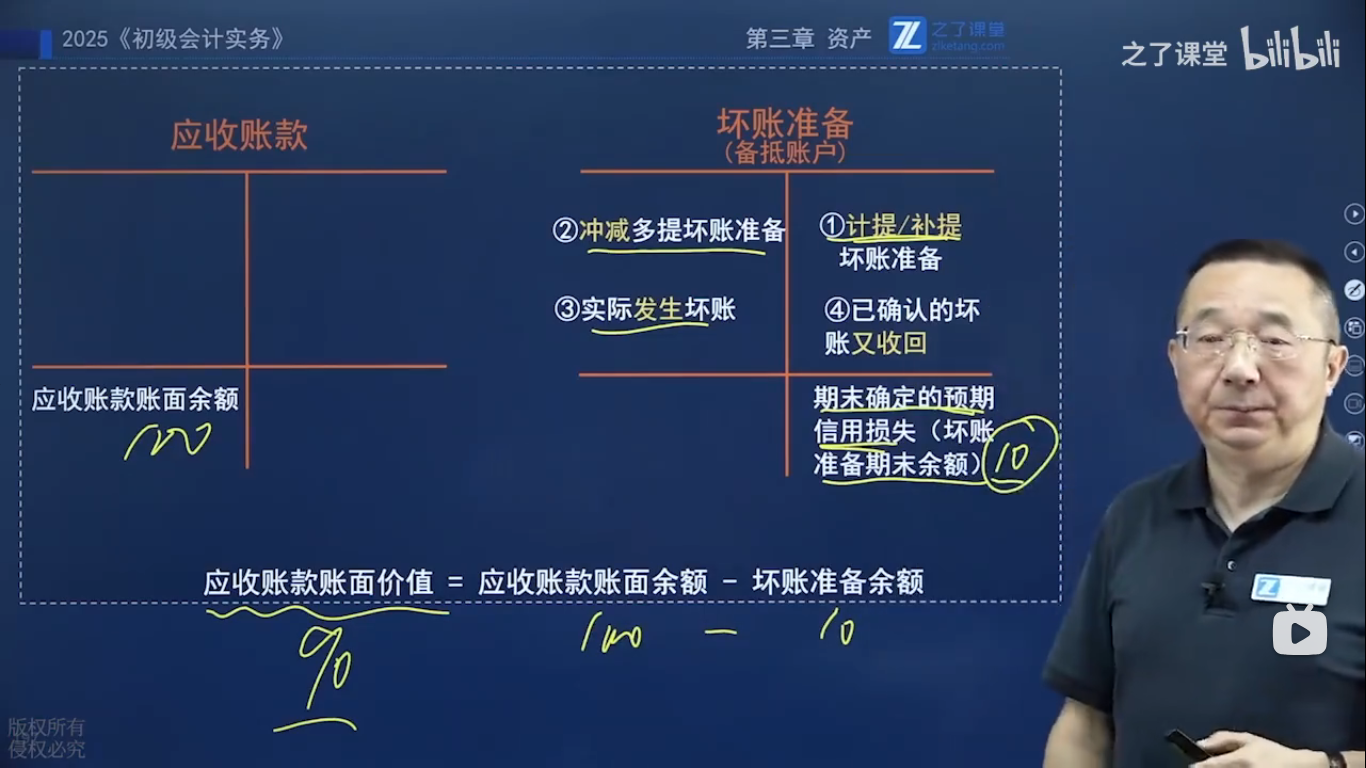 2025《初级会计实务》
第三章 资产
之了课堂
zlketang.com
之了课堂 bilibili
应收账款
坏账准备
(备抵账户)
②冲减多提坏账准备
①计提/补提
坏账准备
③实际发生坏账
④已确认的坏
账又收回
应收账款账面余额
100
期末确定的预期
信用损失（坏账
准备期末余额）
10
应收账款账面价值 = 应收账款账面余额 - 坏账准备余额
90
100 - 10
版权所有
侵权必究